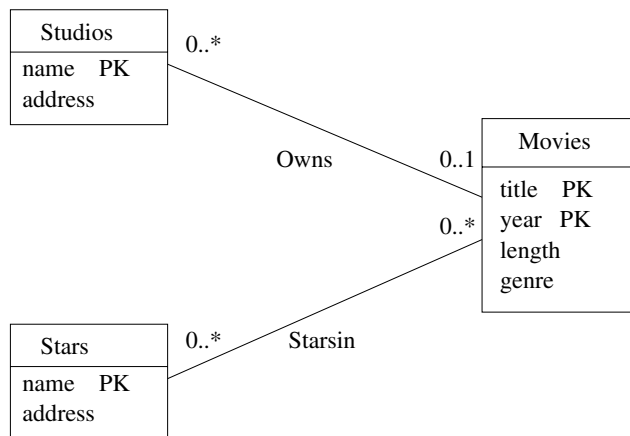 Studios
name PK
address
0..*
Owns
0..1
Movies
title PK
year PK
length
genre
0..*
0..*
Starsin
Stars
name PK
address